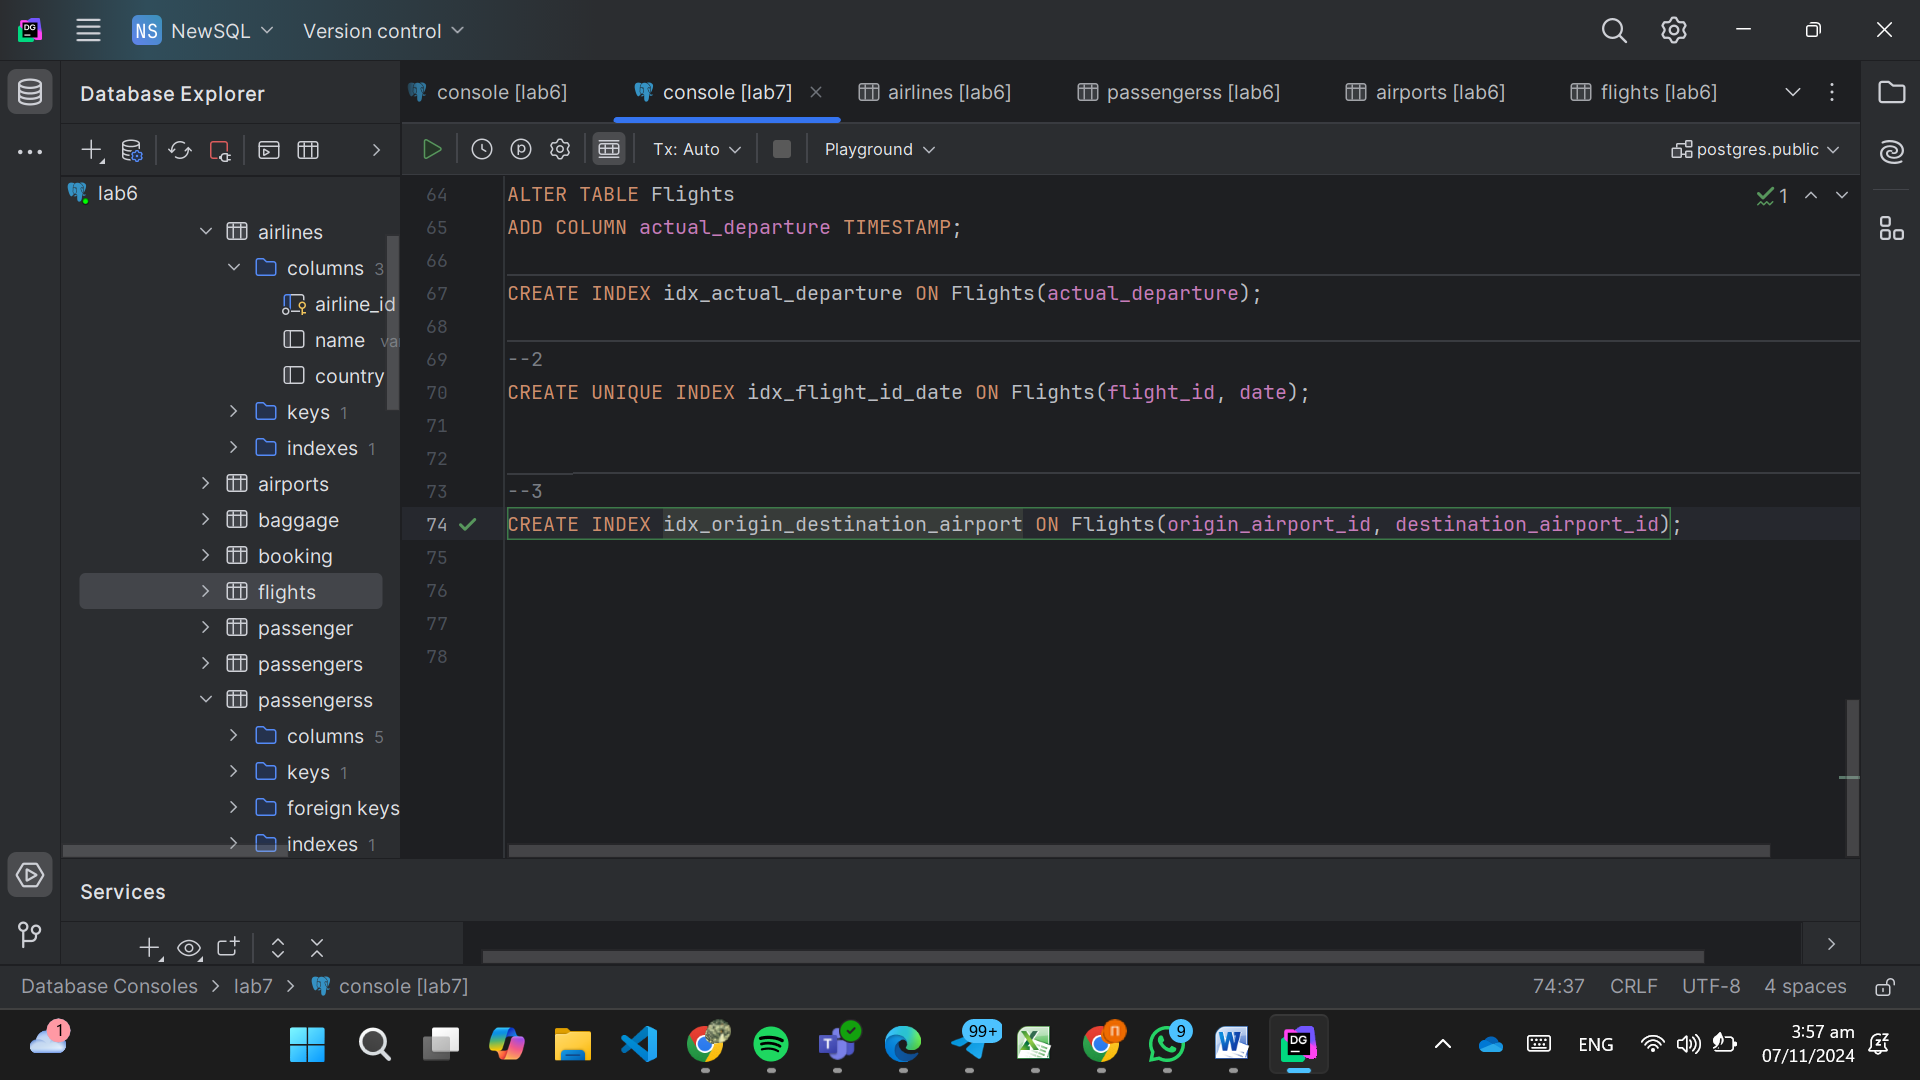 DG
NS NewSQL
Version control
Database Explorer
console [lab6]
console [lab7]
airlines [lab6]
passengerss [lab6]
airports [lab6]
flights [lab6]
Tx: Auto
Playground
postgres.public
lab6
airlines
columns 3
airline_id
name
country
keys 1
indexes 1
airports
baggage
booking
flights
passenger
passengers
passengerss
columns 5
keys 1
foreign keys
indexes 1
1
64 ALTER TABLE Flights
65 ADD COLUMN actual_departure TIMESTAMP;
66
67 CREATE INDEX idx_actual_departure ON Flights(actual_departure);
68
69 --2
70 CREATE UNIQUE INDEX idx_flight_id_date ON Flights(flight_id, date);
71
72
73 --3
74 CREATE INDEX idx_origin_destination_airport ON Flights(origin_airport_id, destination_airport_id);
75
76
77
78
Services
Database Consoles > lab7 > console [lab7]
74:37 CRLF UTF-8 4 spaces
1
99+
9
DG
ENG
3:57 am
07/11/2024